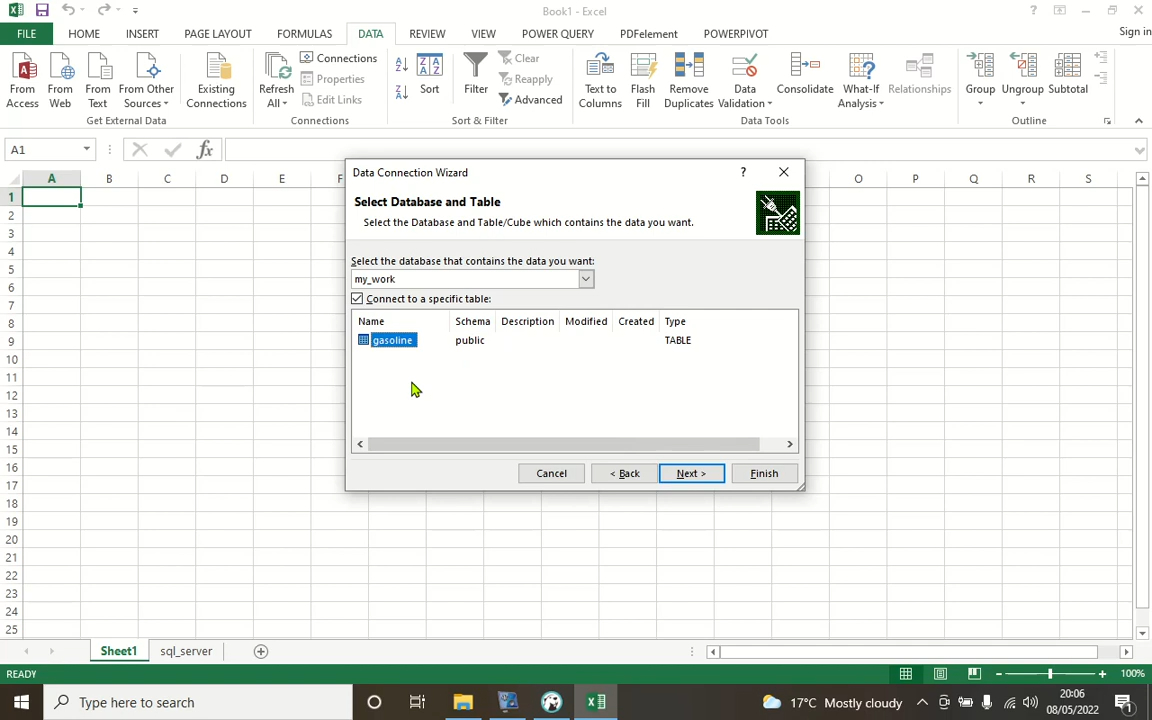 Book1 - Excel
?
FILE
HOME
INSERT
PAGE LAYOUT
FORMULAS
DATA
REVIEW
VIEW
POWER QUERY
PDFelement
POWERPIVOT
Sign in
From Access
From Web
From Text
From Other Sources
Existing Connections
Refresh All
Connections
Properties
Edit Links
Sort
Filter
Clear
Reapply
Advanced
Text to Columns
Flash Fill
Remove Duplicates
Data Validation
Consolidate
What-If Analysis
Relationships
Group
Ungroup
Subtotal
Get External Data
Connections
Sort & Filter
Data Tools
Outline
A1
fx
A B C D E F O P Q R S
1
2
3
4
5
6
7
8
9
10
11
12
13
14
15
16
17
18
19
20
21
22
23
24
25
Data Connection Wizard
?
Select Database and Table
Select the Database and Table/Cube which contains the data you want.
Select the database that contains the data you want:
my_work
Connect to a specific table:
Name Schema Description Modified Created Type
gasoline public TABLE
Cancel
< Back
Next >
Finish
Sheet1
sql_server
READY
100%
Type here to search
17°C Mostly cloudy
20:06
08/05/2022
1